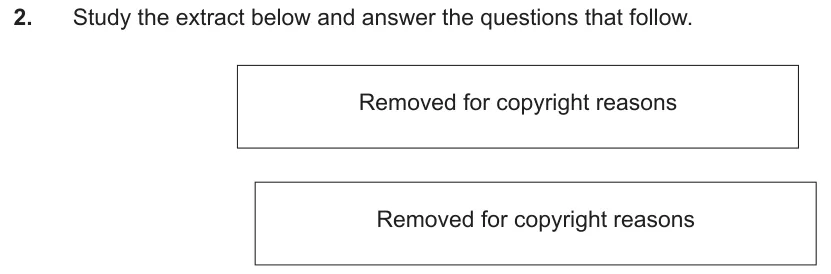 2. Study the extract below and answer the questions that follow.
Removed for copyright reasons
Removed for copyright reasons